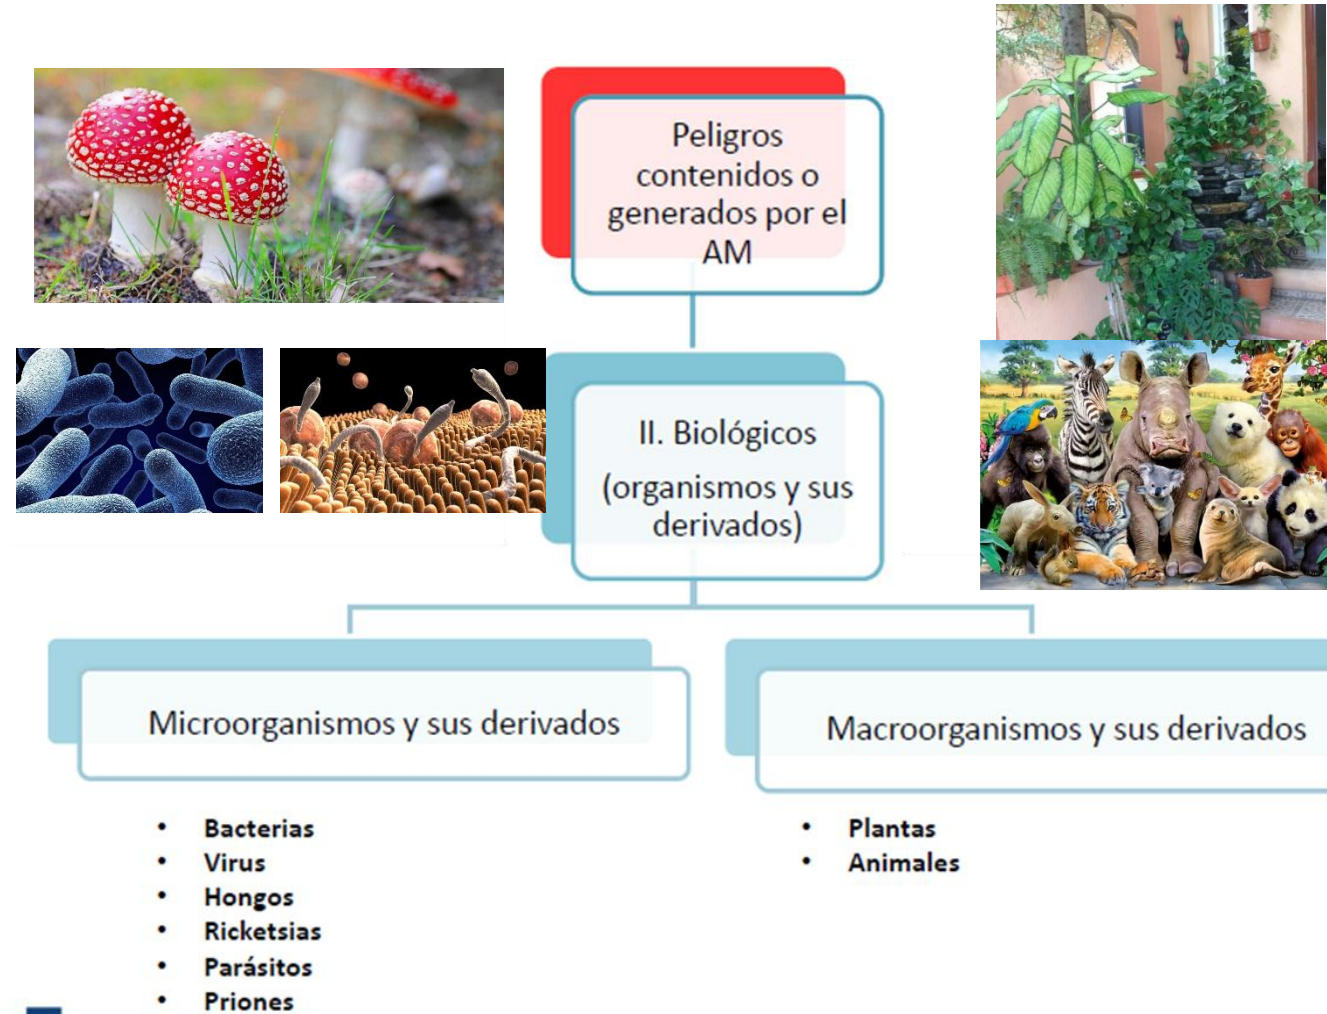 Peligros
contenidos o
generados por el
AM
II. Biológicos
(organismos y sus
derivados)
Microorganismos y sus derivados
Macroorganismos y sus derivados
• Bacterias
• Virus
• Hongos
• Ricketsias
• Parásitos
• Priones
• Plantas
• Animales